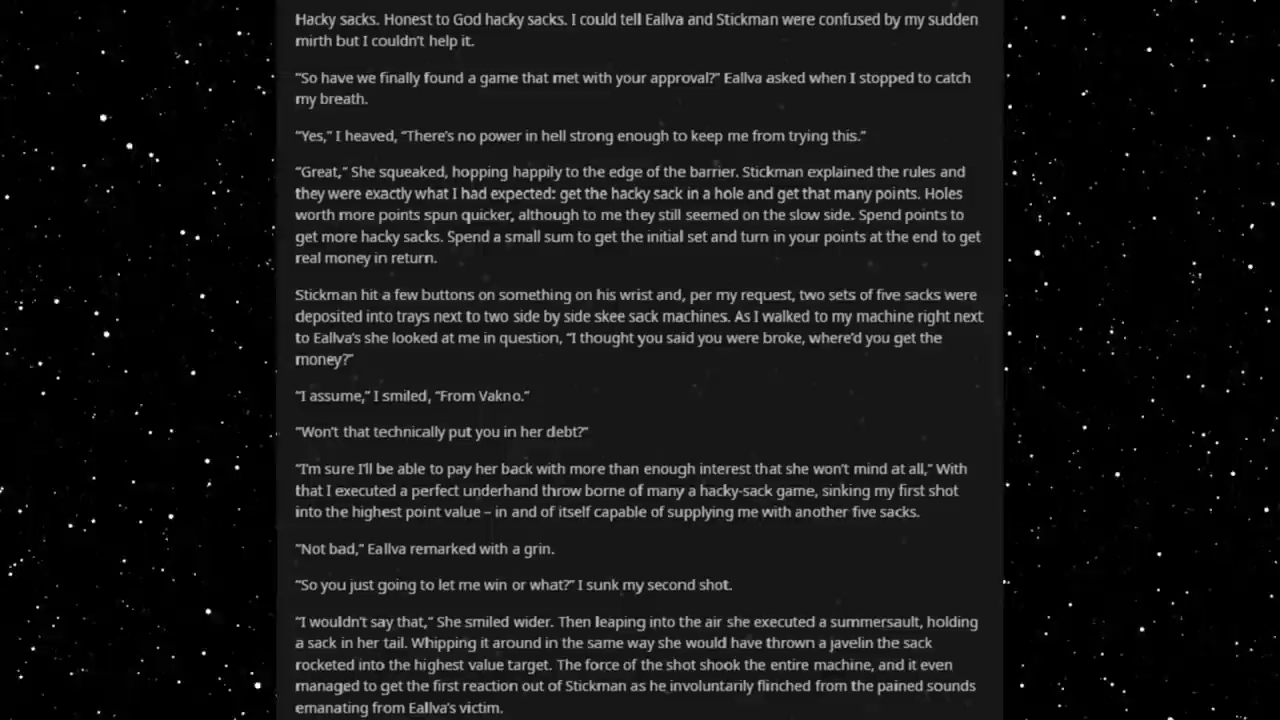 Hacky sacks. Honest to God hacky sacks. I could tell Eallva and Stickman were confused by my sudden
mirth but I couldn't help it.
“So have we finally found a game that met with your approval?” Eallva asked when I stopped to catch
my breath.
“Yes,” I heaved, “There’s no power in hell strong enough to keep me from trying this.”
“Great,” She squeaked, hopping happily to the edge of the barrier. Stickman explained the rules and
they were exactly what I had expected: get the hacky sack in a hole and get that many points. Holes
worth more points spun quicker, although to me they still seemed on the slow side. Spend points to
get more hacky sacks. Spend a small sum to get the initial set and turn in your points at the end to get
real money in return.
Stickman hit a few buttons on something on his wrist and, per my request, two sets of five sacks were
deposited into trays next to two side by side skee sack machines. As I walked to my machine right next
to Eallva’s she looked at me in question, “I thought you said you were broke, where’d you get the
money?”
“I assume,” I smiled, “From Vakno.”
“Won’t that technically put you in her debt?”
“I’m sure I’ll be able to pay her back with more than enough interest that she won’t mind at all,” With
that I executed a perfect underhand throw borne of many a hacky-sack game, sinking my first shot
into the highest point value – in and of itself capable of supplying me with another five sacks.
“Not bad,” Eallva remarked with a grin.
“So you just going to let me win or what?” I sunk my second shot.
“I wouldn’t say that,” She smiled wider. Then leaping into the air she executed a summersault, holding
a sack in her tail. Whipping it around in the same way she would have thrown a javelin the sack
rocketed into the highest value target. The force of the shot shook the entire machine, and it even
managed to get the first reaction out of Stickman as he involuntarily flinched from the pained sounds
emanating from Eallva’s victim.